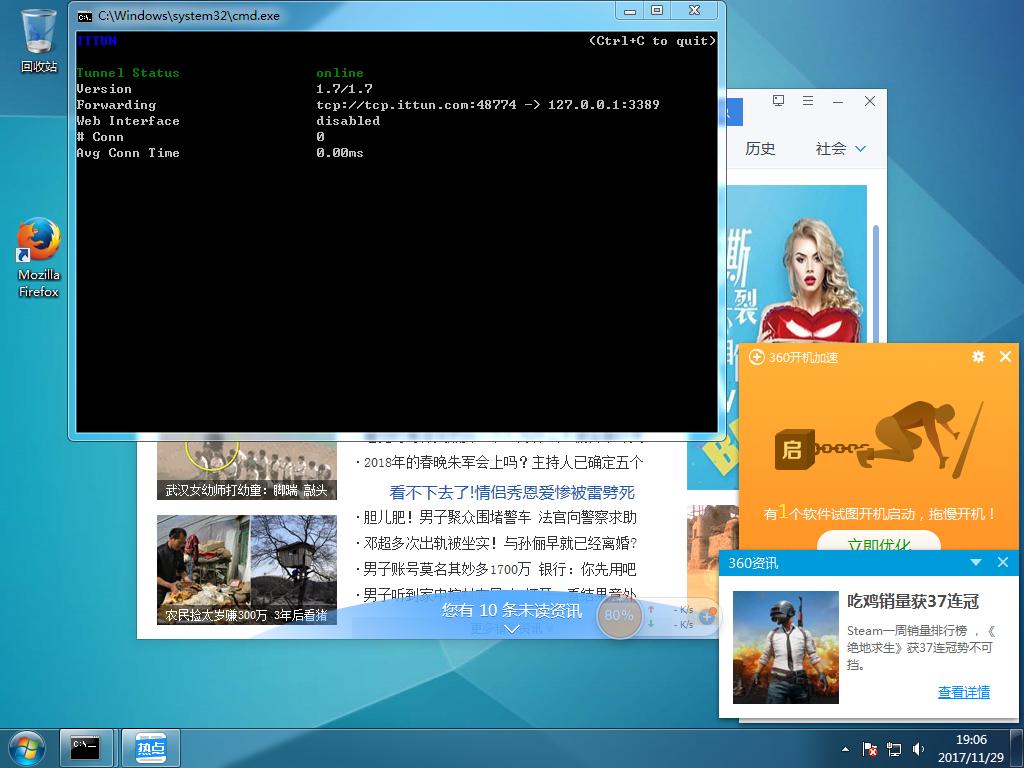 回收站
Mozilla
Firefox
C:\Windows\system32\cmd.exe
ITTUN (Ctrl+C to quit)
Tunnel Status online
Version 1.7/1.7
Forwarding tcp://tcp.ittun.com:48774 -> 127.0.0.1:3389
Web Interface disabled
# Conn 0
Avg Conn Time 0.00ms
历史 社会
斯
裂
360开机加速
启
有1个软件试图开机启动，拖慢开机！
立即优化
武汉女幼师打幼童：脚踹 敲头
农民捡太岁赚300万 3年后看猪
·2018年的春晚朱军会上吗？主持人已确定五个
看不下去了!情侣秀恩爱惨被雷劈死
·胆儿肥！男子聚众围堵警车 法官向警察求助
·邓超多次出轨被坐实！与孙俪早就已经离婚?
·男子账号莫名其妙多1700万 银行：你先用吧
您有 10 条未读资讯
80%
- K/s
- K/s
360资讯
吃鸡销量获37连冠
Steam一周销量排行榜，《
绝地求生》获37连冠势不可
挡。
查看详情
热点
19:06
2017/11/29